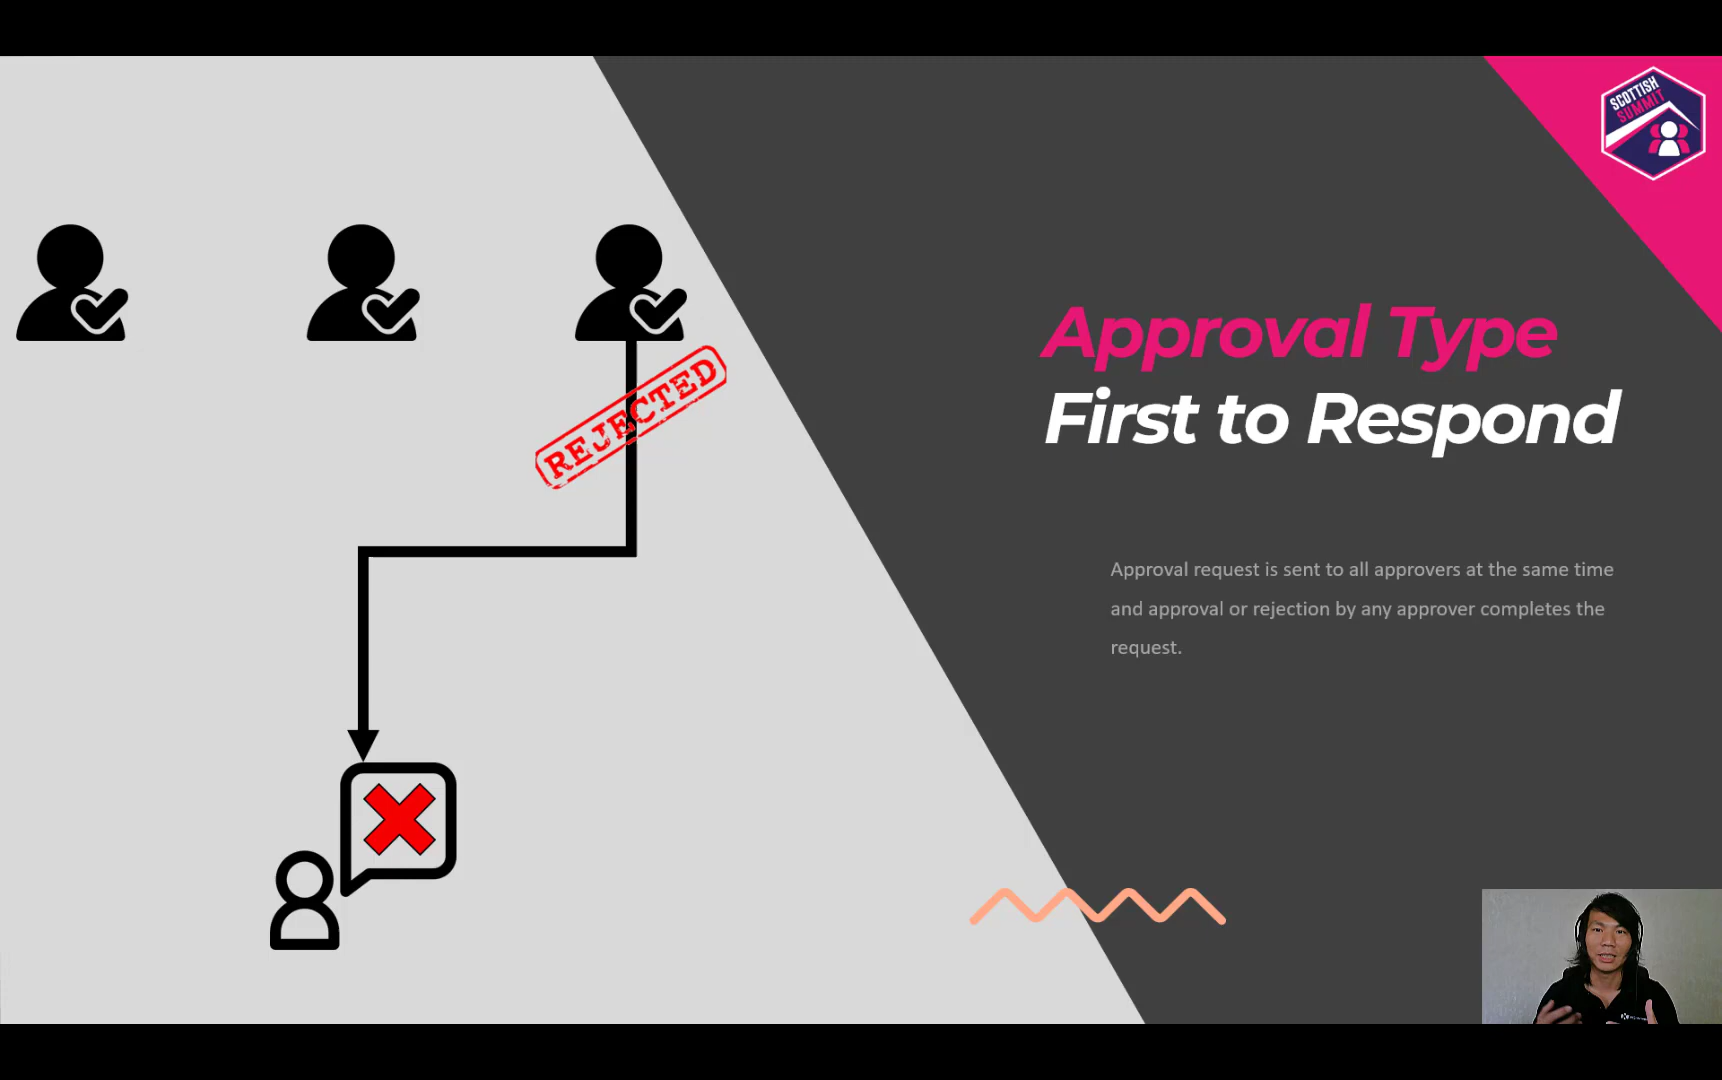 SCOTTISH
SUMMIT
Approval Type
First to Respond
REJECTED
Approval request is sent to all approvers at the same time
and approval or rejection by any approver completes the
request.